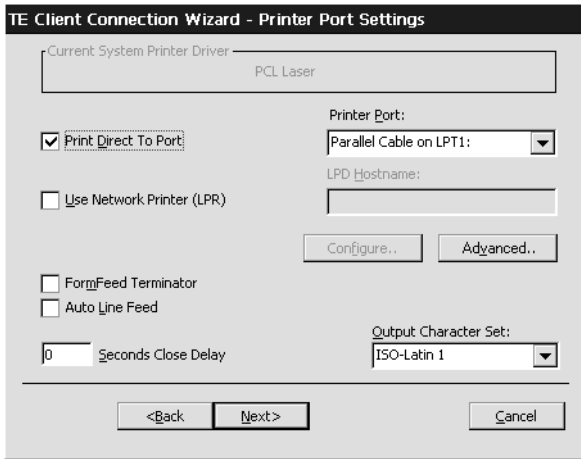 TE Client Connection Wizard - Printer Port Settings
Current System Printer Driver
PCL Laser
Printer Port:
Print Direct To Port
Parallel Cable on LPT1:
LPD Hostname:
Use Network Printer (LPR)
Configure..
Advanced..
FormFeed Terminator
Auto Line Feed
Output Character Set:
0 Seconds Close Delay
ISO-Latin 1
<Back
Next>
Cancel